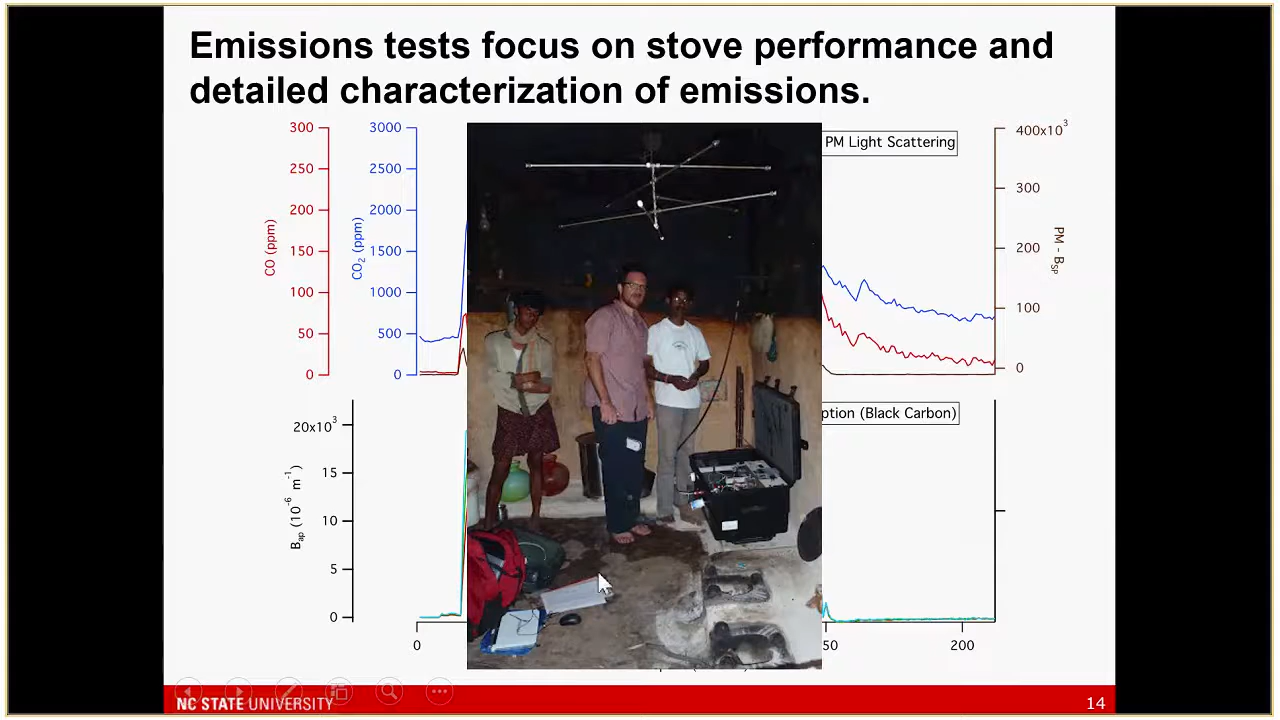 Emissions tests focus on stove performance and
detailed characterization of emissions.
300
250
200
150
100
50
0
CO (ppm)
3000
2500
2000
1500
1000
500
0
CO₂ (ppm)
PM Light Scattering
400x10³
300
200
100
0
PM - B_SP
ption (Black Carbon)
20x10³
15
10
5
0
B_ap (10⁻⁶ m⁻¹)
0
50
200
NC STATE UNIVERSITY
14